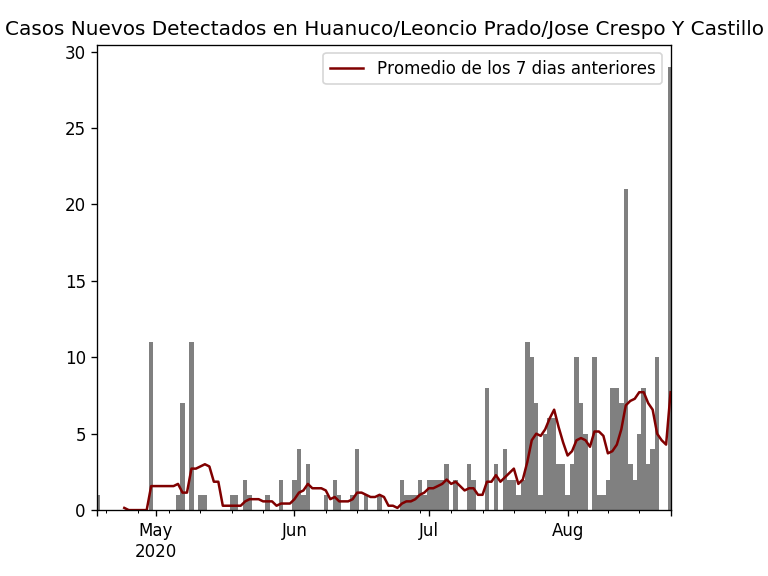 Casos Nuevos Detectados en Huanuco/Leoncio Prado/Jose Crespo Y Castillo
Promedio de los 7 dias anteriores
30
25
20
15
10
5
0
May
2020
Jun
Jul
Aug